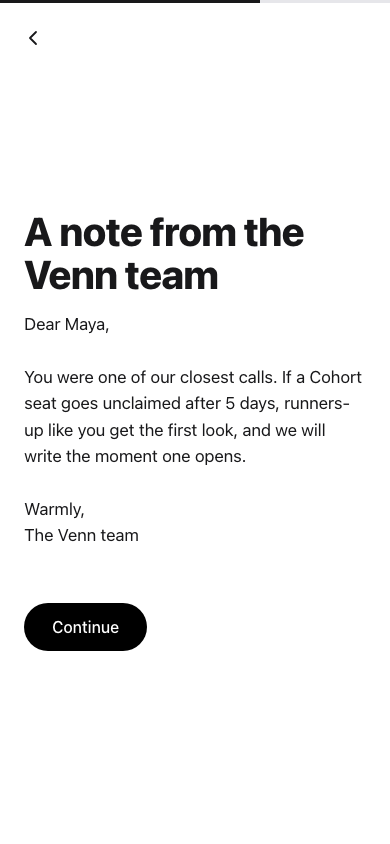 A note from the
Venn team
Dear Maya,
You were one of our closest calls. If a Cohort
seat goes unclaimed after 5 days, runners-
up like you get the first look, and we will
write the moment one opens.
Warmly,
The Venn team
Continue